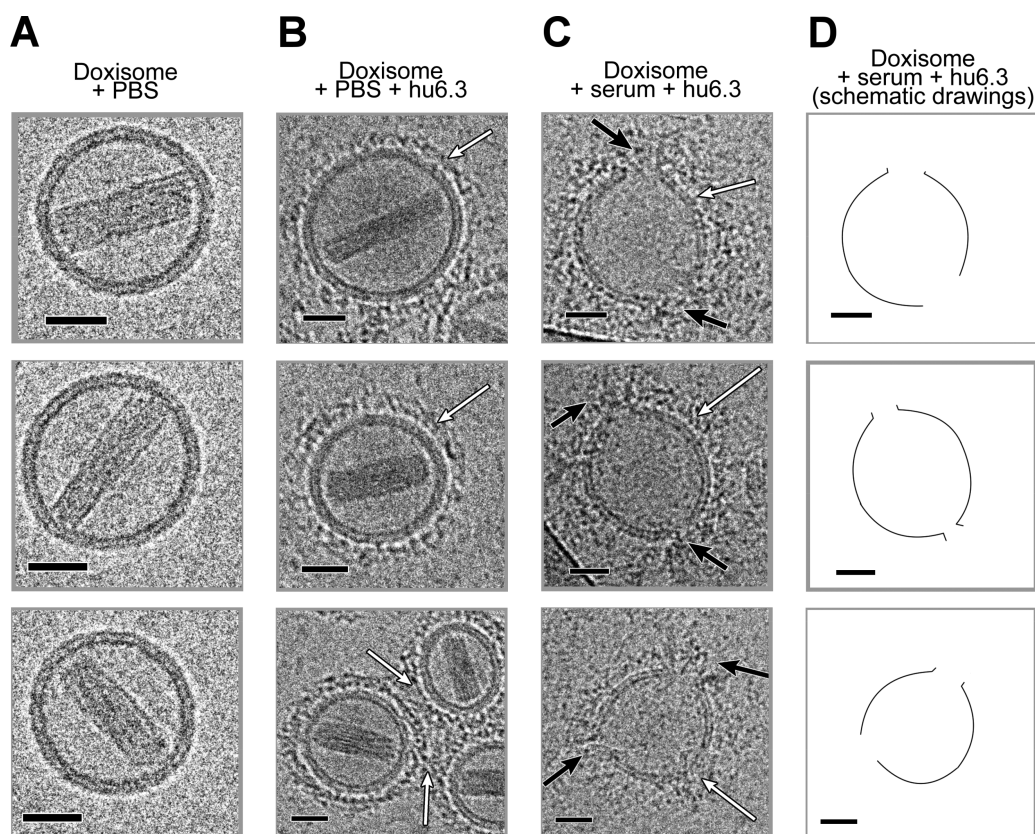 A
B
C
D
Doxisome
+ PBS
Doxisome
+ PBS + hu6.3
Doxisome
+ serum + hu6.3
Doxisome
+ serum + hu6.3
(schematic drawings)